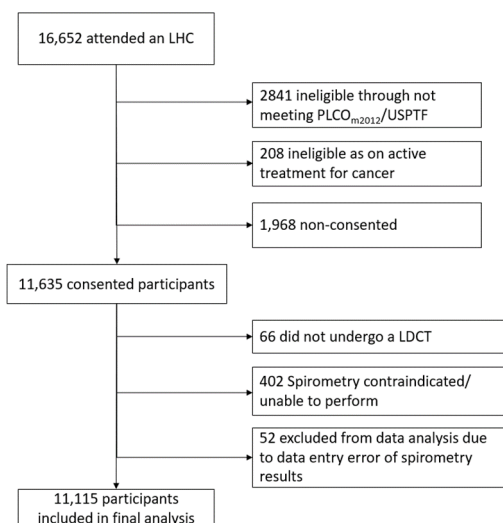 16,652 attended an LHC
2841 ineligible through not
meeting PLCOm2012/USPTF
208 ineligible as on active
treatment for cancer
1,968 non-consented
11,635 consented participants
66 did not undergo a LDCT
402 Spirometry contraindicated/
unable to perform
52 excluded from data analysis due
to data entry error of spirometry
results
11,115 participants
included in final analysis